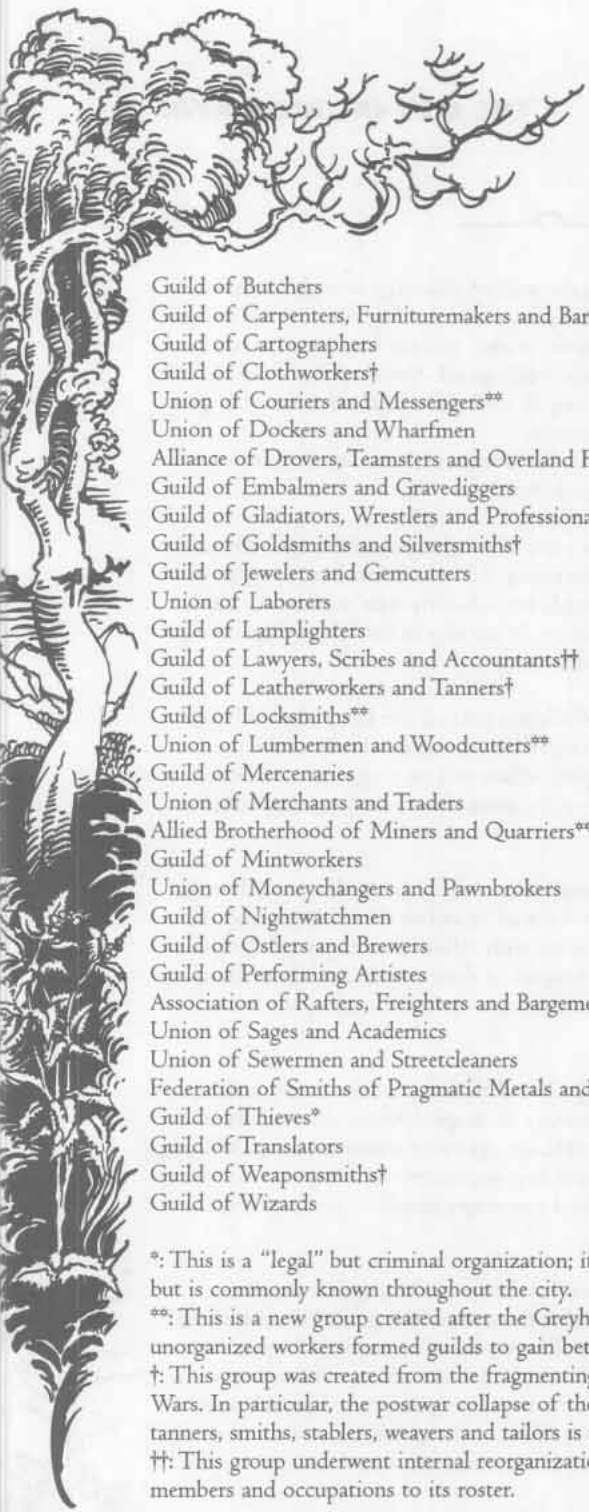 Guild of Butchers
Guild of Carpenters, Furnituremakers and
Guild of Cartographers
Guild of Clothworkers†
Union of Couriers and Messengers**
Union of Dockers and Wharfmen
Alliance of Drovers, Teamsters and Overland
Guild of Embalmers and Gravediggers
Guild of Gladiators, Wrestlers and
Guild of Goldsmiths and Silversmiths†
Guild of Jewelers and Gemcutters
Union of Laborers
Guild of Lamplighters
Guild of Lawyers, Scribes and Accountants††
Guild of Leatherworkers and Tanners†
Guild of Locksmiths**
Union of Lumbermen and Woodcutters**
Guild of Mercenaries
Union of Merchants and Traders
Allied Brotherhood of Miners and Quarriers**
Guild of Mintworkers
Union of Moneychangers and Pawnbrokers
Guild of Nightwatchmen
Guild of Ostlers and Brewers
Guild of Performing Artistes
Association of Rafters, Freighters and
Union of Sages and Academics
Union of Sewermen and Streetcleaners
Federation of Smiths of Pragmatic Metals and
Guild of Thieves*
Guild of Translators
Guild of Weaponsmiths†
Guild of Wizards
*: This is a "legal" but criminal organization;
but is commonly known throughout the city.
**: This is a new group created after the
unorganized workers formed guilds to gain
†: This group was created from the fragmenting
Wars. In particular, the postwar collapse of the
tanners, smiths, stablers, weavers and tailors is
††: This group underwent internal
members and occupations to its roster.